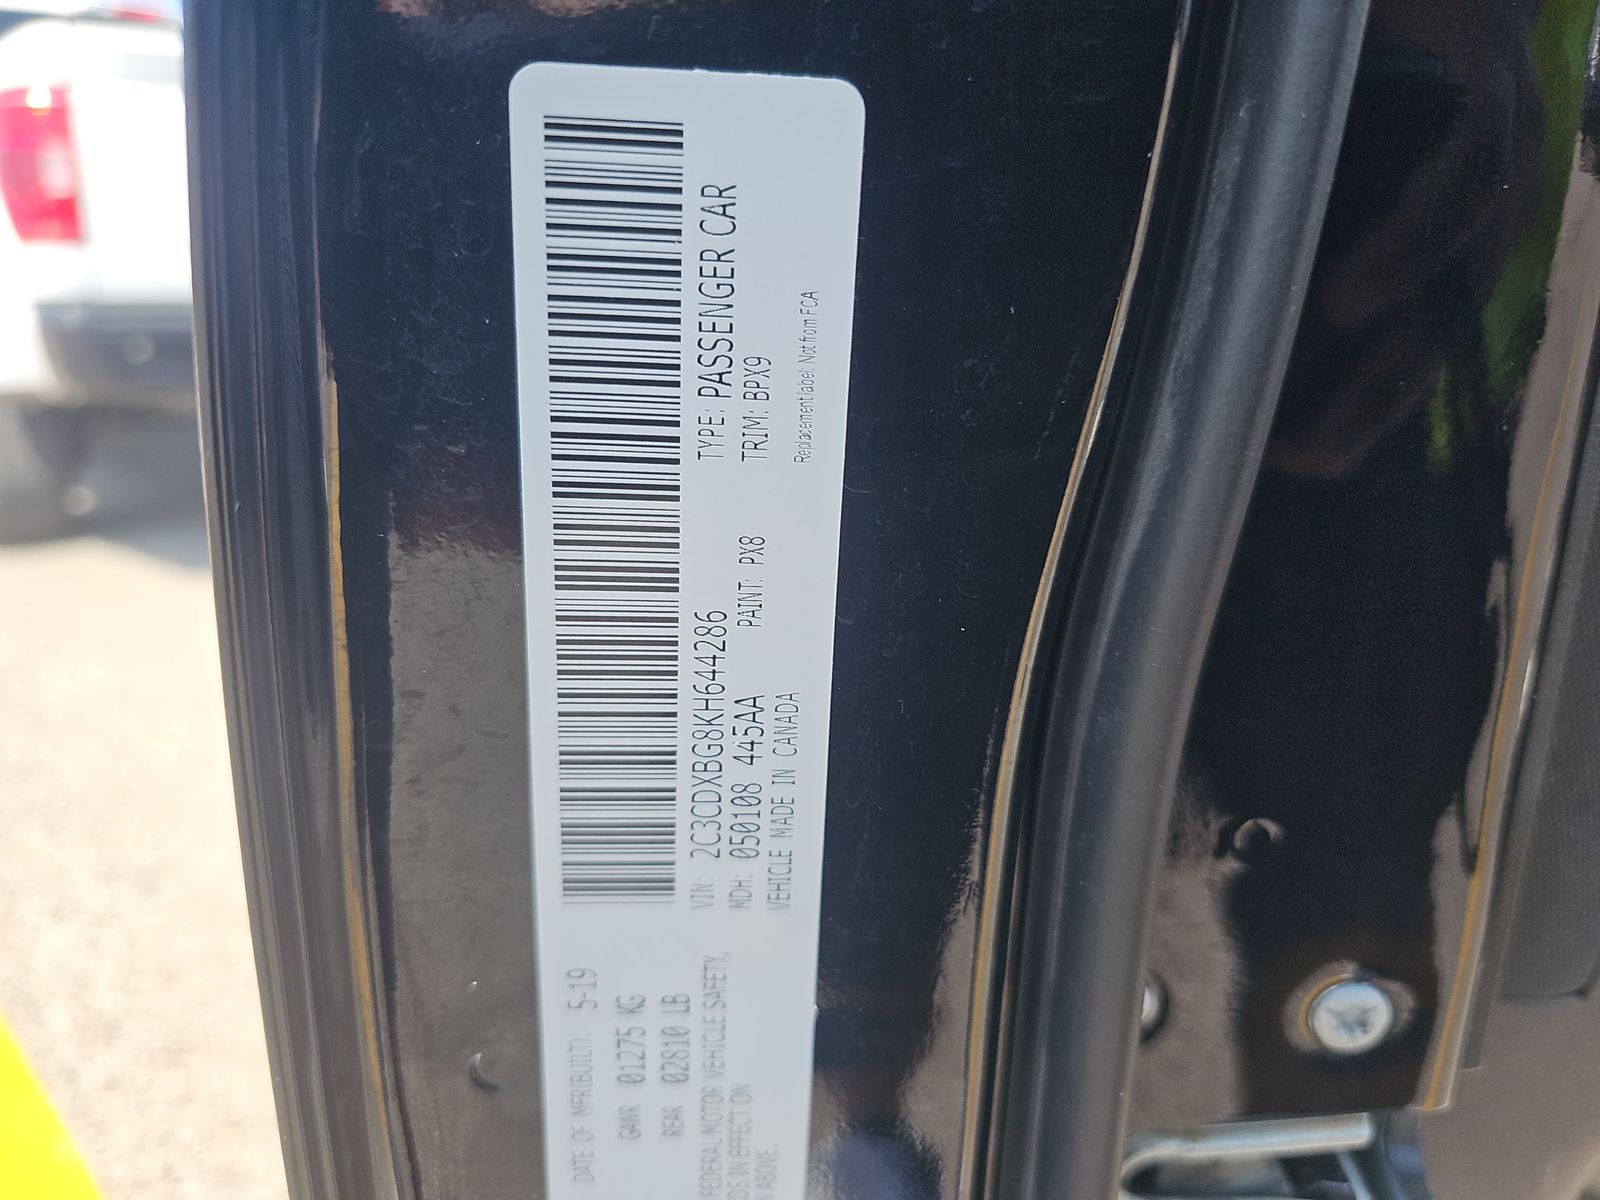 DATE OF MFR(BUILT): 5-19
GAWR 01275 KG
REAR 02810 LB
FEDERAL MOTOR VEHICLE SAFETY,
IN EFFECT ON
ABOVE.
VIN: 2C3CDXBG8KH644286
TYPE: PASSENGER CAR
MDH: 050108 445AA
PAINT: PX8
TRIM: BPX9
VEHICLE MADE IN CANADA
Replacement label. Not from FCA